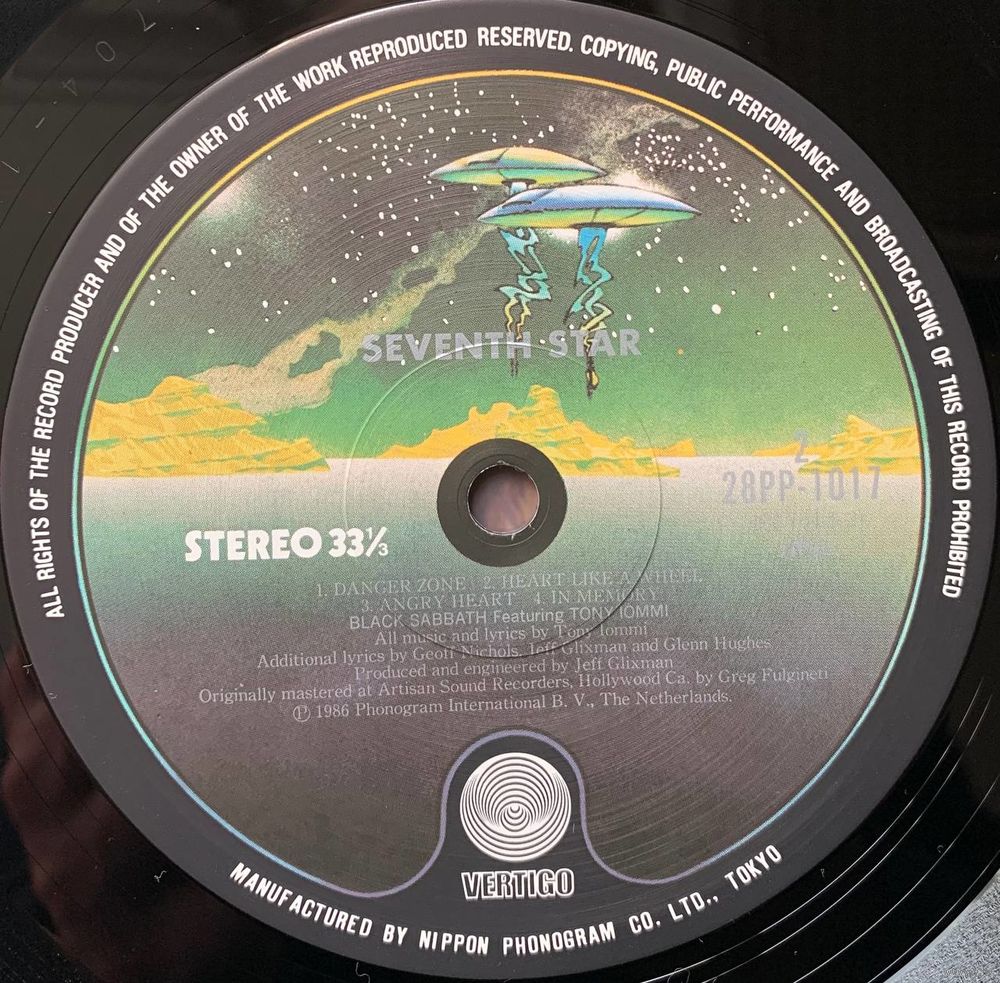 ALL RIGHTS OF THE RECORD PRODUCER AND OF THE OWNER OF THE WORK REPRODUCED RESERVED. COPYING, PUBLIC PERFORMANCE AND BROADCASTING OF THIS RECORD PROHIBITED
SEVENTH STAR
2
28PP-1017
STEREO 33⅓
1. DANGER ZONE 2. HEART LIKE A WHEEL
3. ANGRY HEART 4. IN MEMORY
BLACK SABBATH Featuring TONY IOMMI
All music and lyrics by Tony Iommi
Additional lyrics by Geoff Nichols, Jeff Glixman and Glenn Hughes
Produced and engineered by Jeff Glixman
Originally mastered at Artisan Sound Recorders, Hollywood Ca. by Greg Fulgineti
Ⓟ 1986 Phonogram International B. V., The Netherlands.
VERTIGO
MANUFACTURED BY NIPPON PHONOGRAM CO. LTD., TOKYO